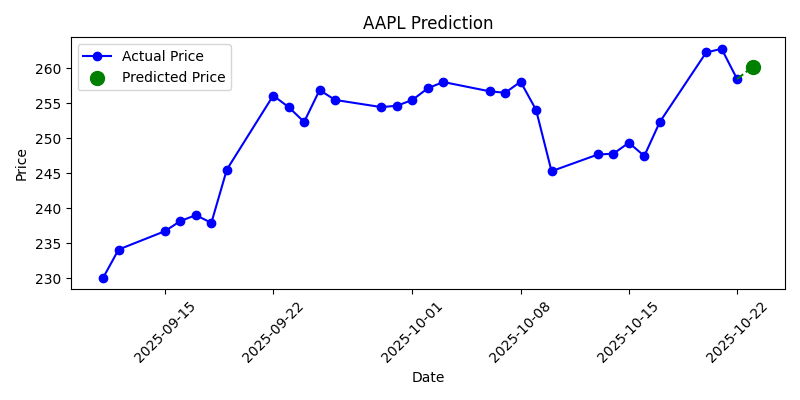 AAPL Prediction
Actual Price
Predicted Price
Price
260
255
250
245
240
235
230
2025-09-15
2025-09-22
2025-10-01
2025-10-08
2025-10-15
2025-10-22
Date